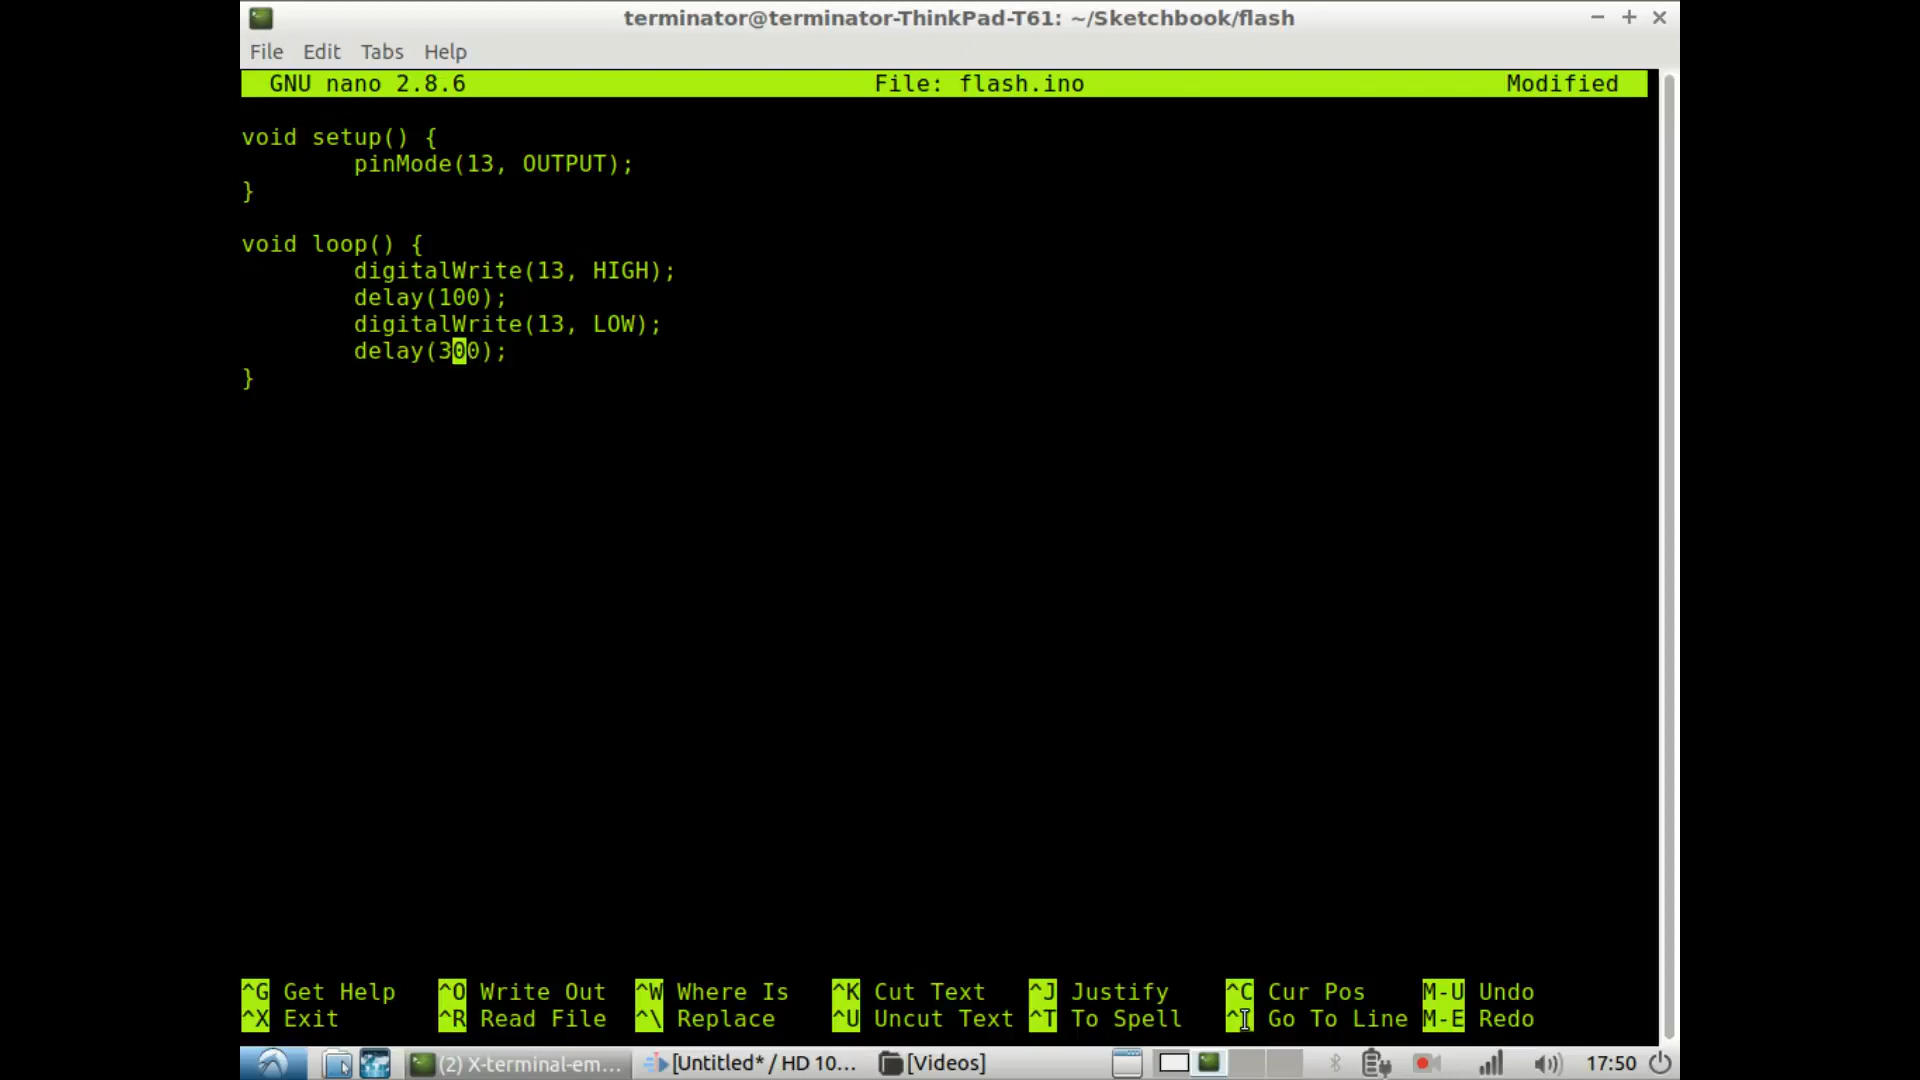 terminator@terminator-ThinkPad-T61: ~/Sketchbook/flash
File Edit Tabs Help
GNU nano 2.8.6 File: flash.ino Modified
void setup() {
        pinMode(13, OUTPUT);
}
void loop() {
        digitalWrite(13, HIGH);
        delay(100);
        digitalWrite(13, LOW);
        delay(300);
}
^G Get Help ^O Write Out ^W Where Is ^K Cut Text ^J Justify ^C Cur Pos M-U Undo
^X Exit ^R Read File ^\ Replace ^U Uncut Text ^T To Spell ^ Go To Line M-E Redo
(2) X-terminal-em... [Untitled* / HD 10... [Videos] 17:50